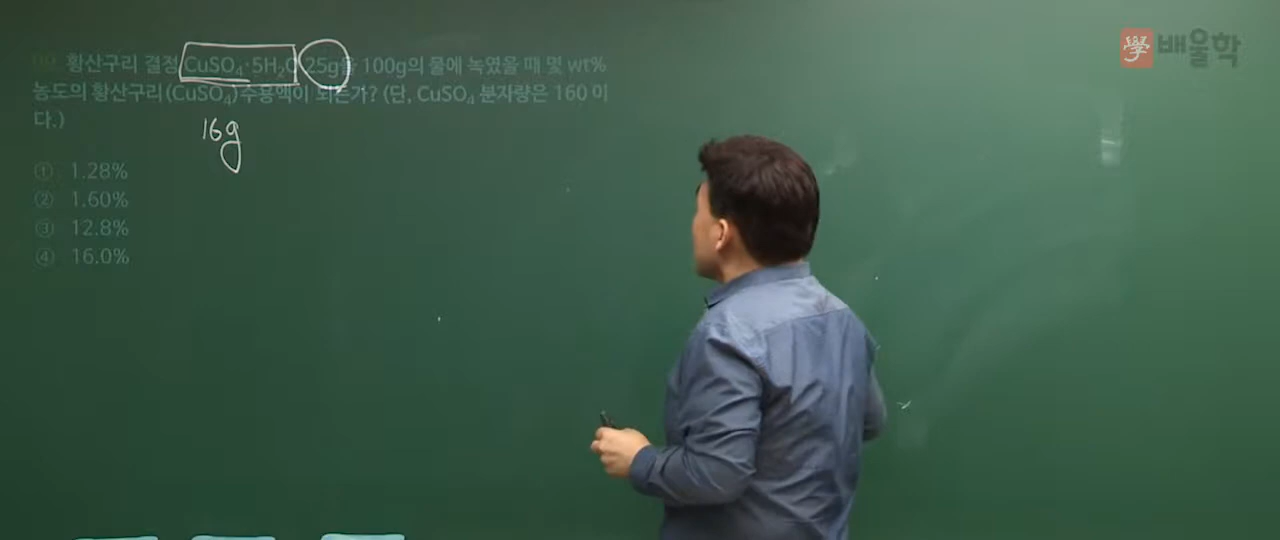 09. 황산구리 결정 CuSO₄·5H₂O 25g을 100g의 물에 녹였을 때 몇 wt%
농도의 황산구리(CuSO₄)수용액이 되는가? (단, CuSO₄ 분자량은 160 이
다.)
16g
① 1.28%
② 1.60%
③ 12.8%
④ 16.0%
學 배울학